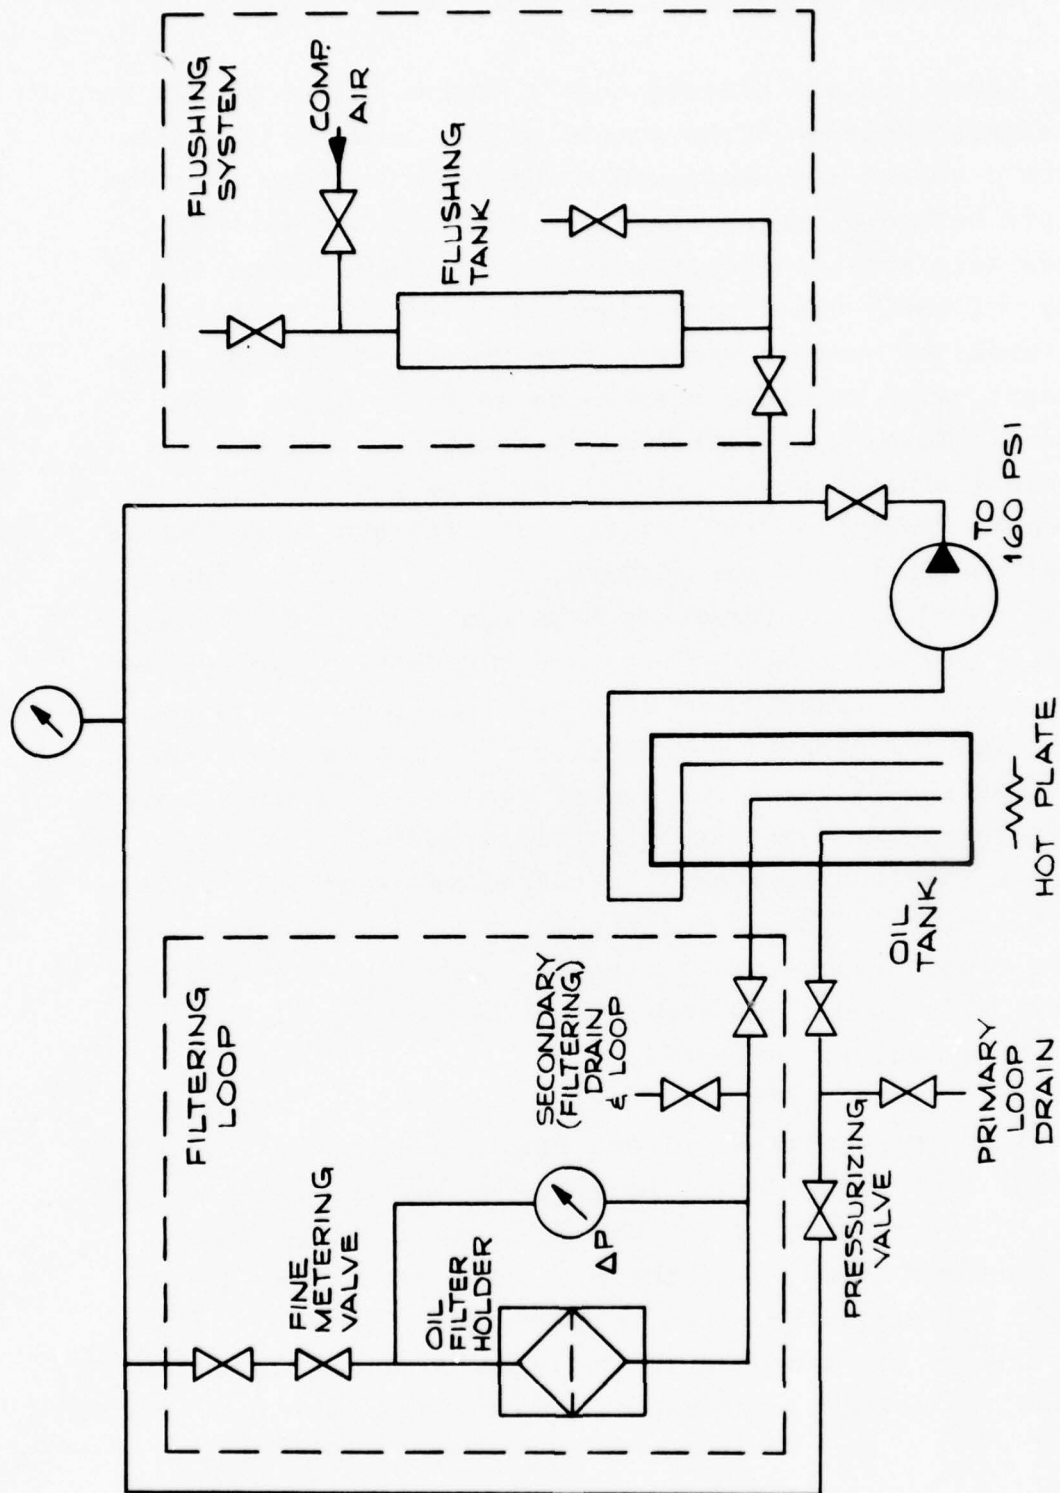 FLUSHING
SYSTEM
COMP.
AIR
FLUSHING
TANK
TO
160 PSI
HOT PLATE
OIL
TANK
FILTERING
LOOP
SECONDARY
(FILTERING)
DRAIN
& LOOP
FINE
METERING
VALVE
OIL
FILTER
HOLDER
ΔP
PRESSURIZING
VALVE
PRIMARY
LOOP
DRAIN